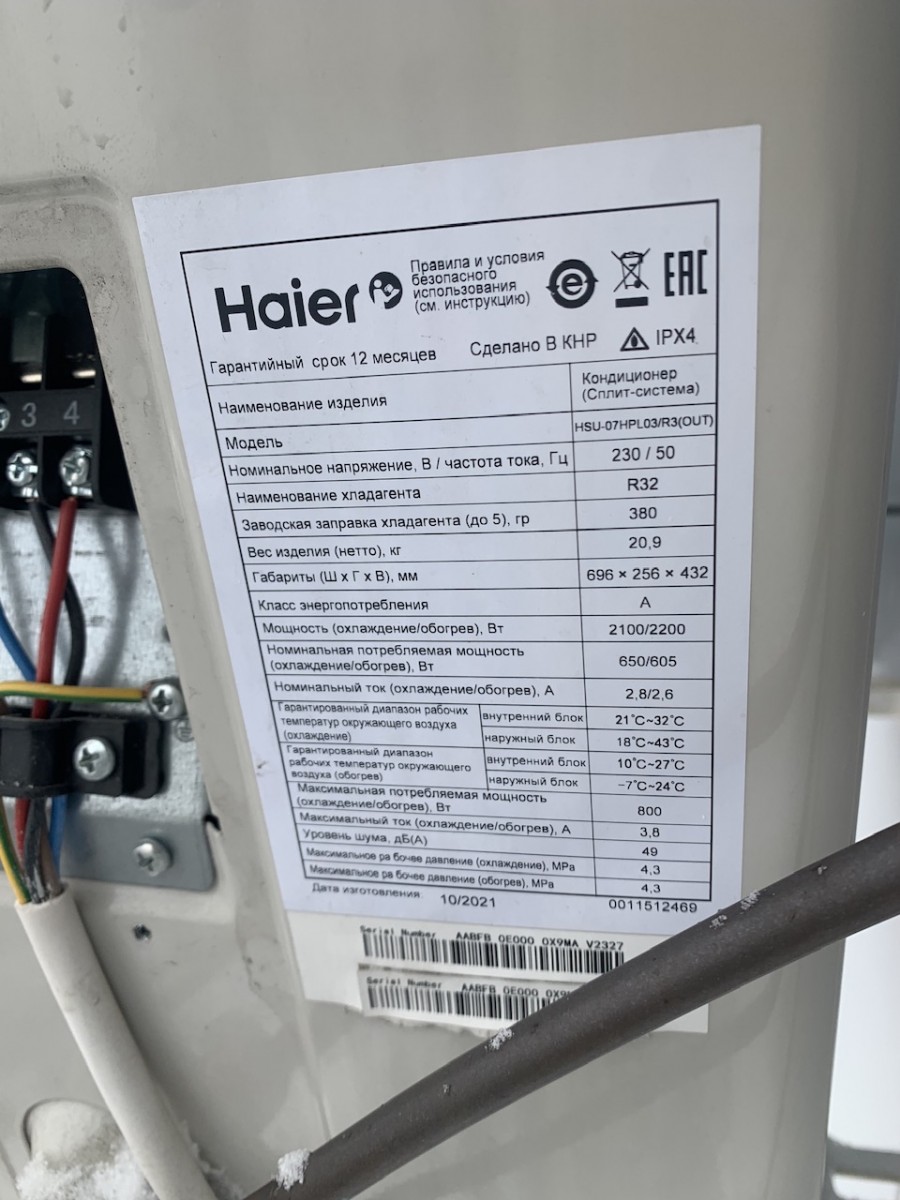 Haier
Правила и условия
безопасного
использования
(см. инструкцию)
EAC
Гарантийный срок 12 месяцев
Сделано В КНР
IPX4
Наименование изделия
Кондиционер
(Сплит-система)
Модель
HSU-07HPL03/R3(OUT)
Номинальное напряжение, В / частота тока, Гц
230 / 50
Наименование хладагента
R32
Заводская заправка хладагента (до 5), гр
380
Вес изделия (нетто), кг
20,9
Габариты (Ш х Г х В), мм
696 × 256 × 432
Класс энергопотребления
A
Мощность (охлаждение/обогрев), Вт
2100/2200
Номинальная потребляемая мощность
(охлаждение/обогрев), Вт
650/605
Номинальный ток (охлаждение/обогрев), А
2,8/2,6
Гарантированный диапазон рабочих
температур окружающего воздуха
(охлаждение)
внутренний блок
21°C~32°C
наружный блок
18°C~43°C
Гарантированный диапазон
рабочих температур окружающего
воздуха (обогрев)
внутренний блок
10°C~27°C
наружный блок
-7°C~24°C
Максимальная потребляемая мощность
(охлаждение/обогрев), Вт
800
Максимальный ток (охлаждение/обогрев), А
3,8
Уровень шума, дБ(А)
49
Максимальное ра бочее давление (охлаждение), МРа
4,3
Максимальное ра бочее давление (обогрев), МРа
4,3
Дата изготовления
10/2021
0011512469
Serial Number AABFB 0E000 0X9MA V2327
Serial Number AABFB 0E000
3 4